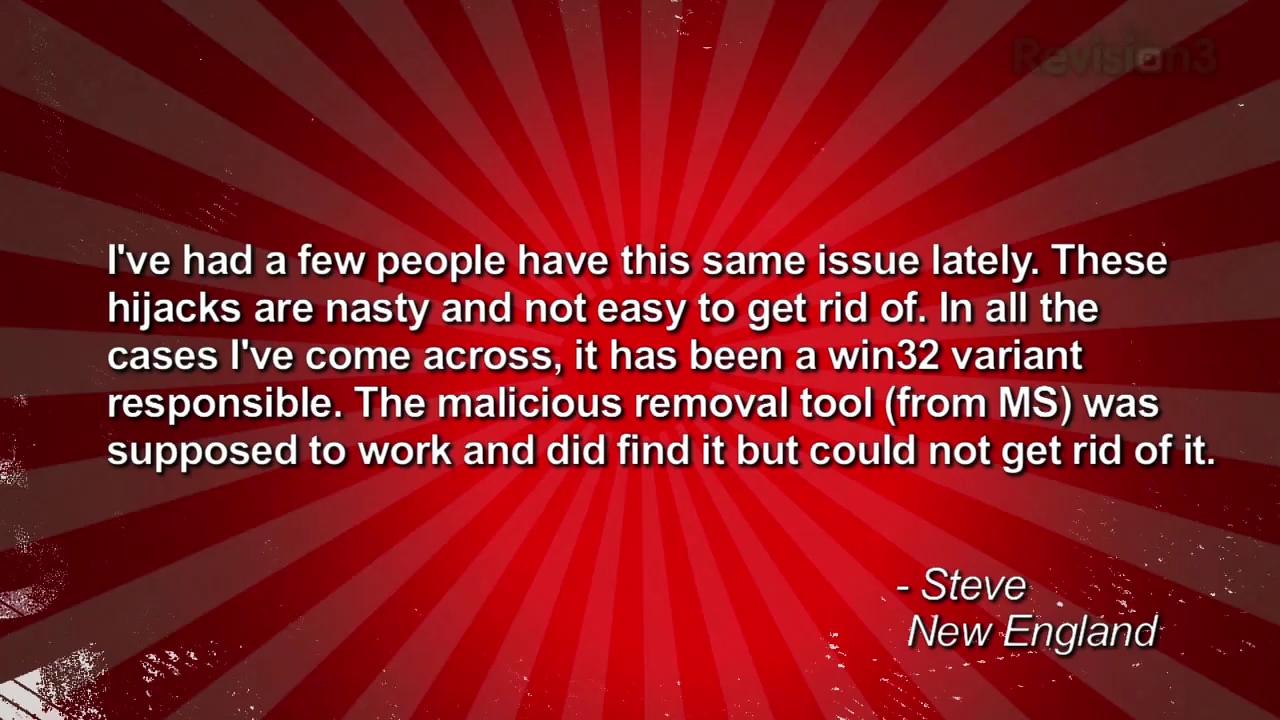 Revision3
I've had a few people have this same issue lately. These
hijacks are nasty and not easy to get rid of. In all the
cases I've come across, it has been a win32 variant
responsible. The malicious removal tool (from MS) was
supposed to work and did find it but could not get rid of it.
- Steve
New England